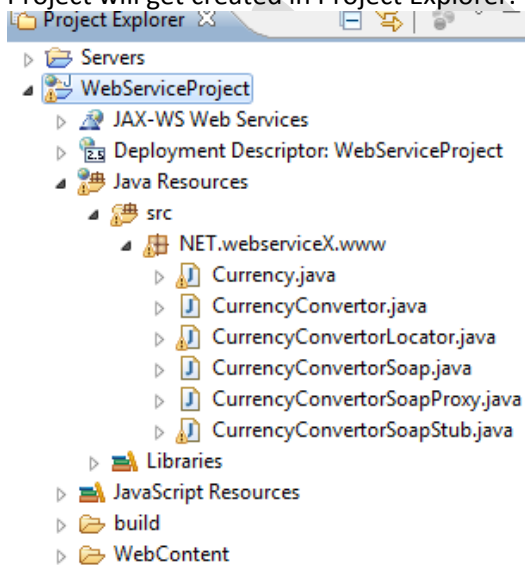 Project will get created in Project Explorer.
Project Explorer
Servers
WebServiceProject
JAX-WS Web Services
2.5 Deployment Descriptor: WebServiceProject
Java Resources
src
NET.webserviceX.www
J Currency.java
J CurrencyConvertor.java
J CurrencyConvertorLocator.java
J CurrencyConvertorSoap.java
J CurrencyConvertorSoapProxy.java
J CurrencyConvertorSoapStub.java
Libraries
JavaScript Resources
build
WebContent